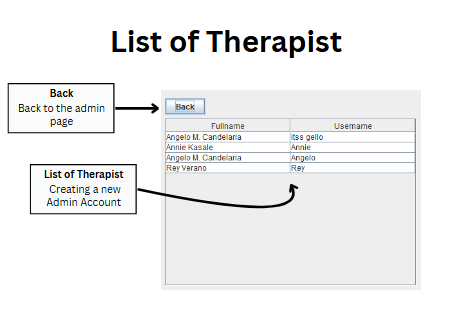 List of Therapist
Back
Back to the admin
page
Back
Fullname Username
Angelo M. Candelaria itss gello
Annie Kasale Annie
Angelo M. Candelaria Angelo
Rey Verano Rey
List of Therapist
Creating a new
Admin Account